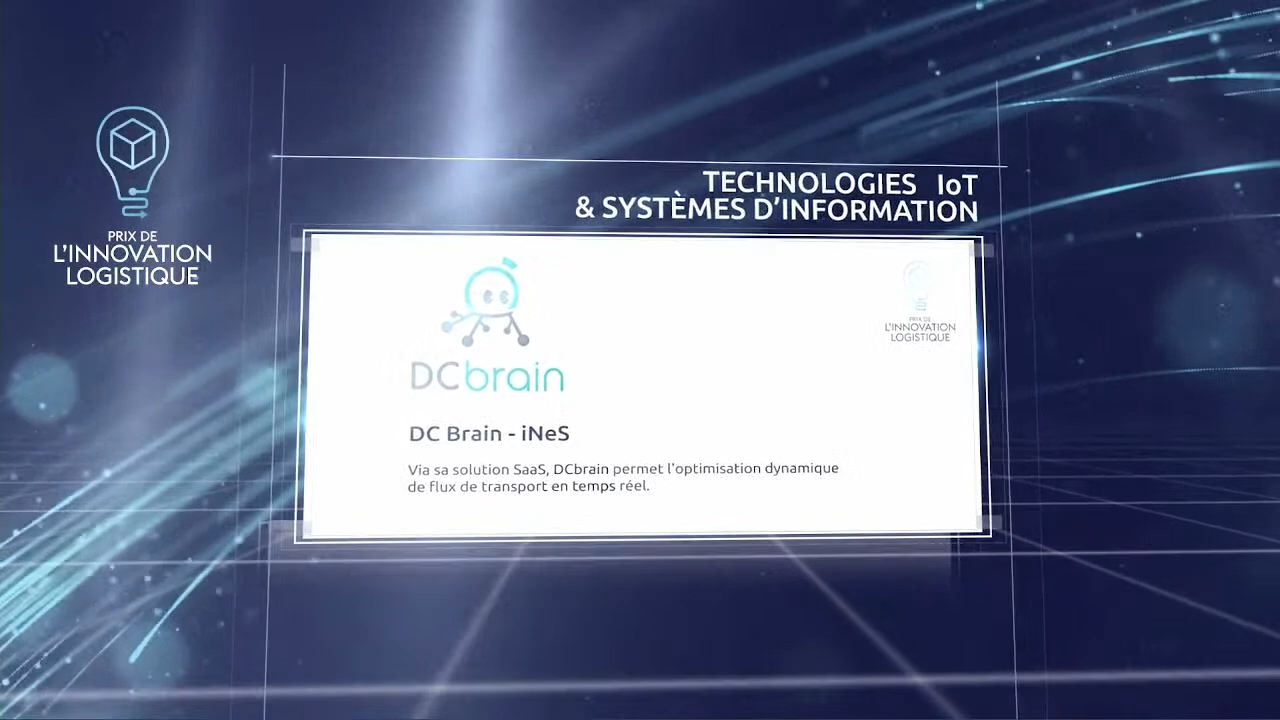 PRIX DE
L'INNOVATION
LOGISTIQUE
TECHNOLOGIES IoT
& SYSTÈMES D'INFORMATION
PRIX DE
L'INNOVATION
LOGISTIQUE
DCbrain
DC Brain - iNeS
Via sa solution SaaS, DCbrain permet l'optimisation dynamique
de flux de transport en temps réel.